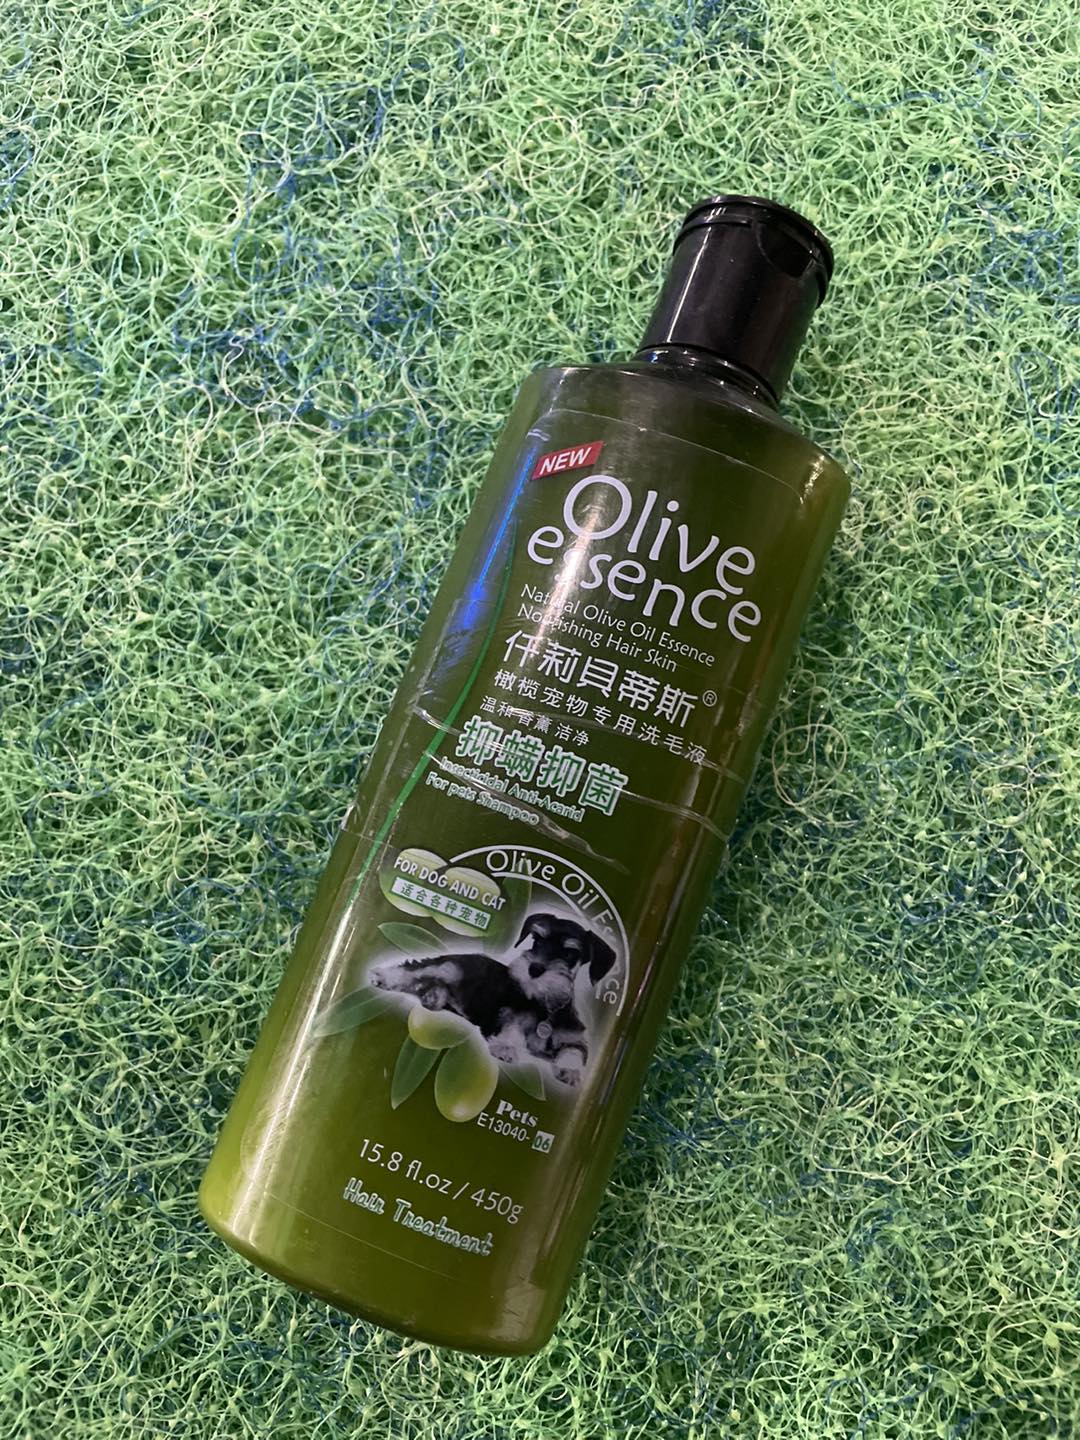 NEW
Olive
essence
Natural Olive Oil Essence
Nourishing Hair Skin
仟莉贝蒂斯®
橄榄宠物专用洗毛液
温和 香薰 洁净
抑螨抑菌
Insecticidal Anti-Acarid
For pets Shampoo
FOR DOG AND CAT
适合各种宠物
Olive Oil Essence
Pets
E13040-06
15.8 fl.oz / 450g
Hair Treatment